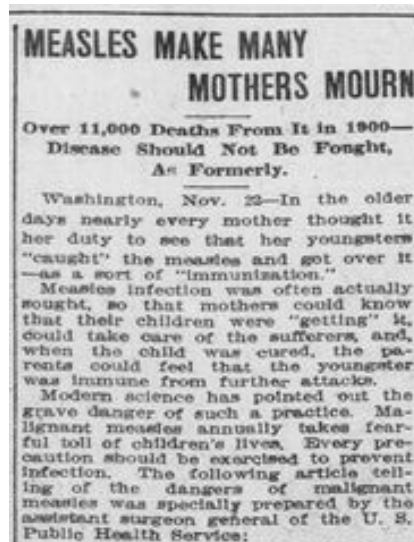 MEASLES MAKE MANY
MOTHERS MOURN
Over 11,000 Deaths From It in 1900—
Disease Should Not Be Fought,
As Formerly.
Washington, Nov. 22—In the older
days nearly every mother thought it
her duty to see that her youngsters
"caught" the measles and got over it
—as a sort of "immunization."
Measles infection was often actually
sought, so that mothers could know
that their children were "getting" it,
could take care of the sufferers, and,
when the child was cured, the pa-
rents could feel that the youngster
was immune from further attacks.
Modern science has pointed out the
grave danger of such a practice. Ma-
lignant measles annually takes fear-
ful toll of children's lives. Every pre-
caution should be exercised to prevent
infection. The following article tell-
ing of the dangers of malignant
measles was specially prepared by the
assistant surgeon general of the U. S.
Public Health Service: